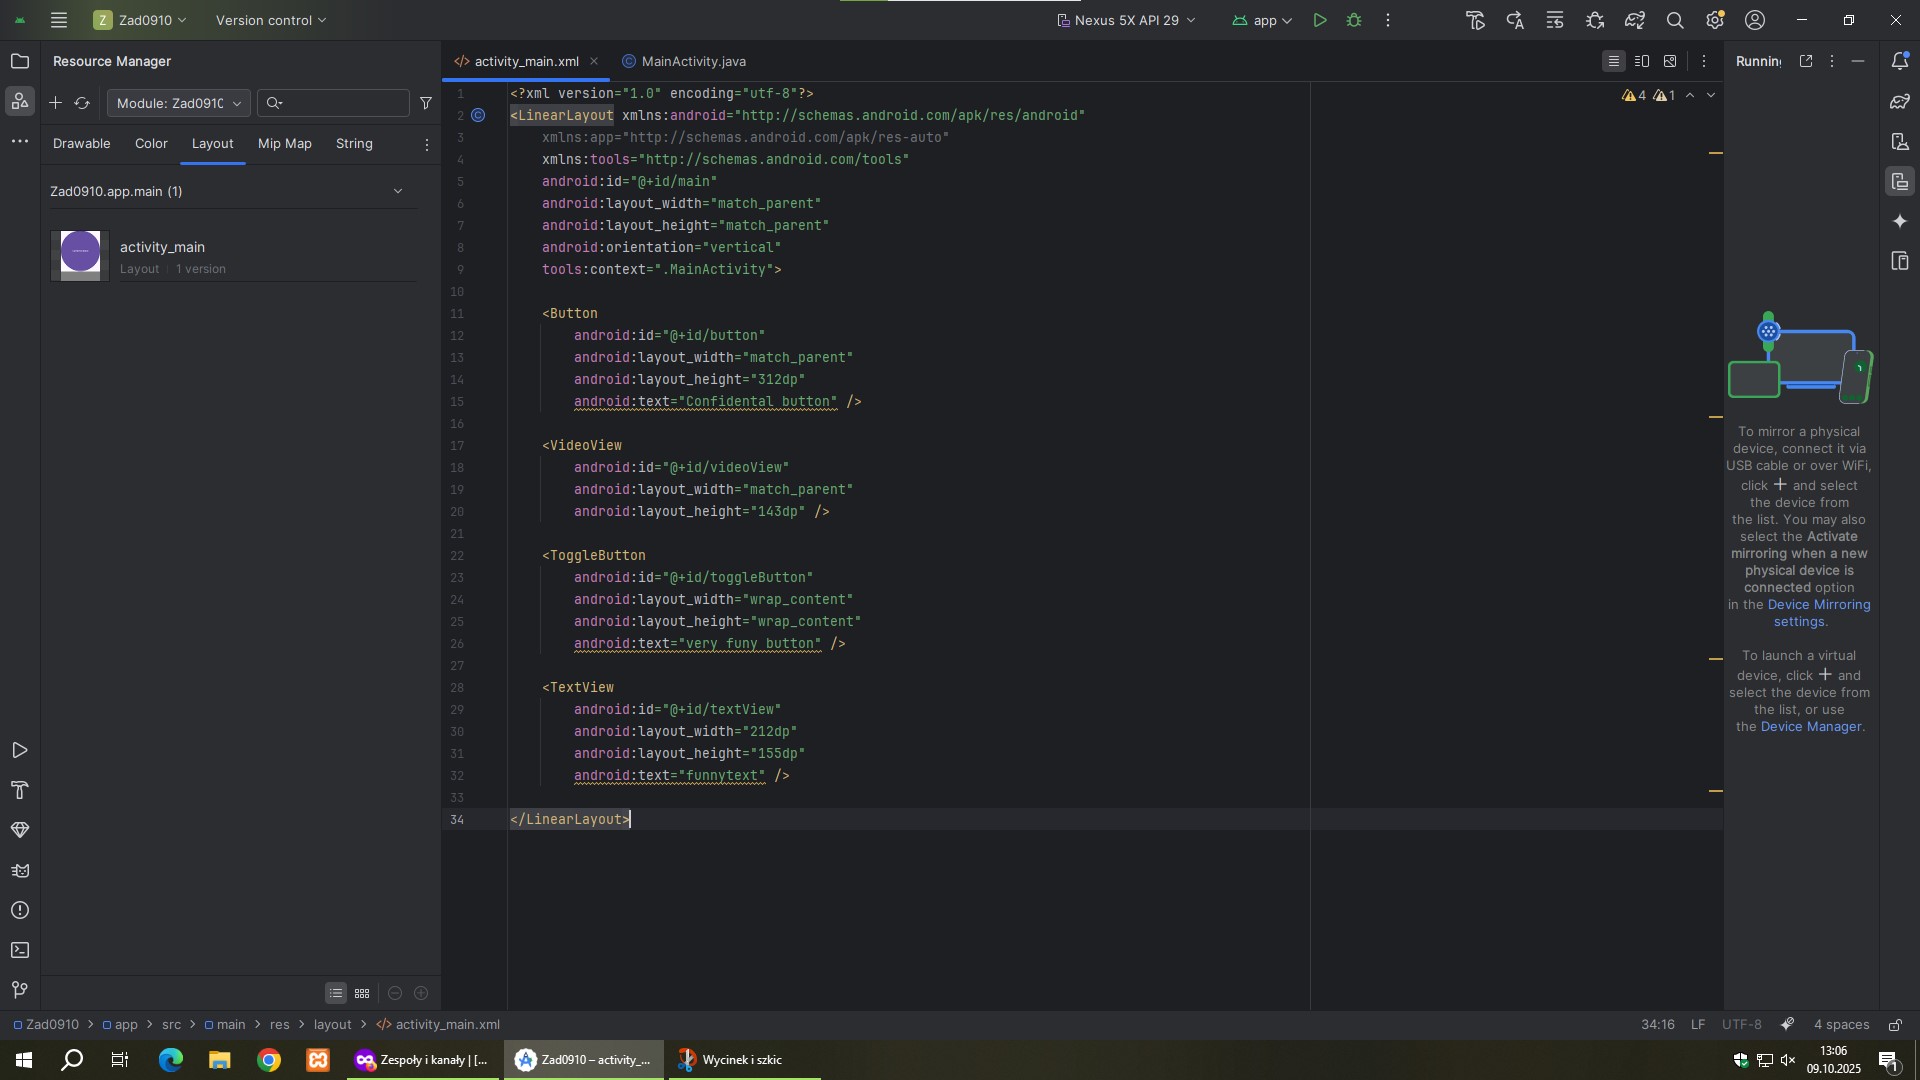 Z Zad0910 Version control Nexus 5X API 29 app
Resource Manager
Module: Zad091(
Drawable Color Layout Mip Map String
Zad0910.app.main (1)
activity_main
Layout 1 version
activity_main.xml MainActivity.java
4 1
1 <?xml version="1.0" encoding="utf-8"?>
2 <LinearLayout xmlns:android="http://schemas.android.com/apk/res/android"
3 xmlns:app="http://schemas.android.com/apk/res-auto"
4 xmlns:tools="http://schemas.android.com/tools"
5 android:id="@+id/main"
6 android:layout_width="match_parent"
7 android:layout_height="match_parent"
8 android:orientation="vertical"
9 tools:context=".MainActivity">
10
11 <Button
12 android:id="@+id/button"
13 android:layout_width="match_parent"
14 android:layout_height="312dp"
15 android:text="Confidental button" />
16
17 <VideoView
18 android:id="@+id/videoView"
19 android:layout_width="match_parent"
20 android:layout_height="143dp" />
21
22 <ToggleButton
23 android:id="@+id/toggleButton"
24 android:layout_width="wrap_content"
25 android:layout_height="wrap_content"
26 android:text="very funy button" />
27
28 <TextView
29 android:id="@+id/textView"
30 android:layout_width="212dp"
31 android:layout_height="155dp"
32 android:text="funnytext" />
33
34 </LinearLayout>
Running
To mirror a physical
device, connect it via
USB cable or over WiFi,
click + and select
the device from
the list. You may also
select the Activate
mirroring when a new
physical device is
connected option
in the Device Mirroring
settings.
To launch a virtual
device, click + and
select the device from
the list, or use
the Device Manager.
Zad0910 > app > src > main > res > layout > activity_main.xml
34:16 LF UTF-8 4 spaces
Zespoły i kanały | [... Zad0910 – activity_... Wycinek i szkic
13:06
09.10.2025
1